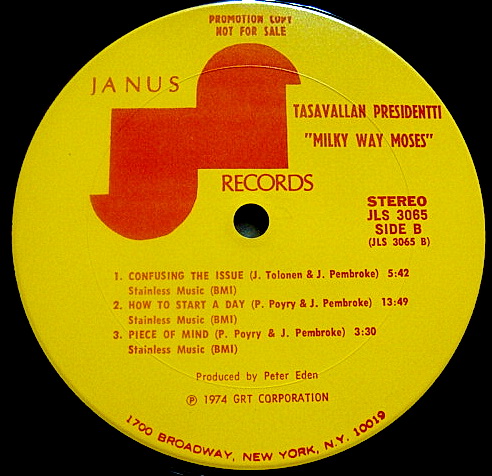 PROMOTION COPY
NOT FOR SALE
JANUS
RECORDS
TASAVALLAN PRESIDENTTI
"MILKY WAY MOSES"
STEREO
JLS 3065
SIDE B
(JLS 3065 B)
1. CONFUSING THE ISSUE (J. Tolonen & J. Pembroke) 5:42
Stainless Music (BMI)
2. HOW TO START A DAY (P. Poyry & J. Pembroke) 13:49
Stainless Music (BMI)
3. PIECE OF MIND (P. Poyry & J. Pembroke) 3:30
Stainless Music (BMI)
Produced by Peter Eden
℗ 1974 GRT CORPORATION
1700 BROADWAY, NEW YORK, N.Y. 10019